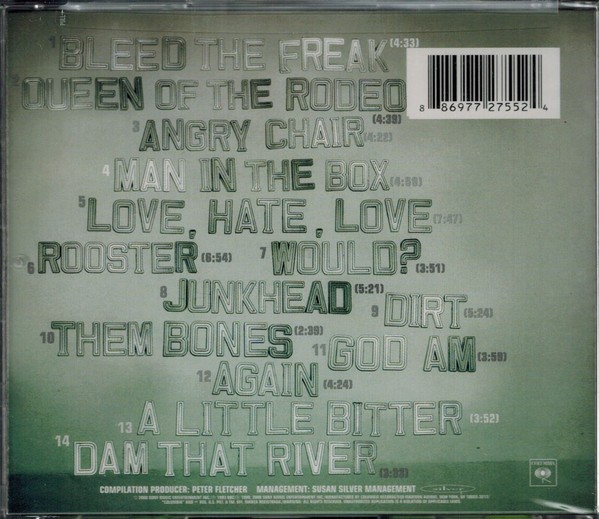 1 BLEED THE FREAK (4:33)
2 QUEEN OF THE RODEO (4:39)
8 86977 27552 4
3 ANGRY CHAIR (4:22)
4 MAN IN THE BOX
5 LOVE, HATE, LOVE (7:47)
6 ROOSTER (6:54) 7 WOULD? (3:51)
8 JUNKHEAD (5:21)
9 DIRT (5:24)
10 THEM BONES (2:39)
11 GOD AM (3:59)
12 AGAIN (4:24)
13 A LITTLE BITTER (3:52)
14 DAM THAT RIVER
COMPILATION PRODUCER: PETER FLETCHER MANAGEMENT: SUSAN SILVER MANAGEMENT